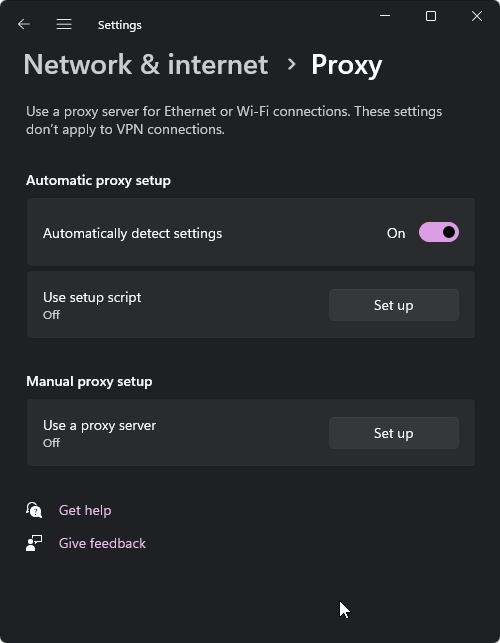 Settings
Network & internet > Proxy
Use a proxy server for Ethernet or Wi-Fi connections. These settings
don't apply to VPN connections.
Automatic proxy setup
Automatically detect settings On
Use setup script
Off
Set up
Manual proxy setup
Use a proxy server
Off
Set up
Get help
Give feedback